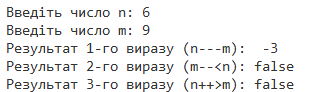 Введіть число n: 6
Введіть число m: 9
Результат 1-го виразу (n---m):  -3
Результат 2-го виразу (m--<n): false
Результат 3-го виразу (n++>m): false